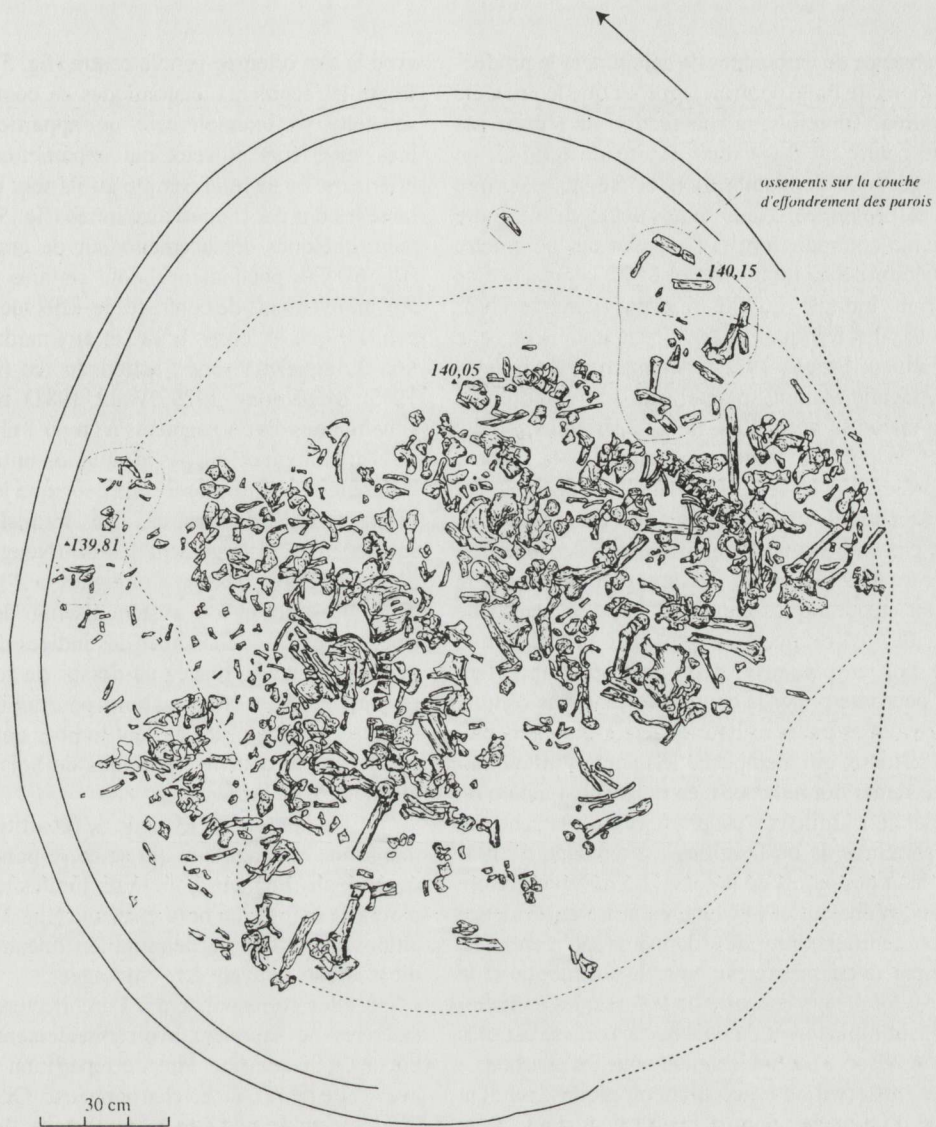 ossements sur la couche
d'effondrement des parois
140,15
140,05
139,81
30 cm